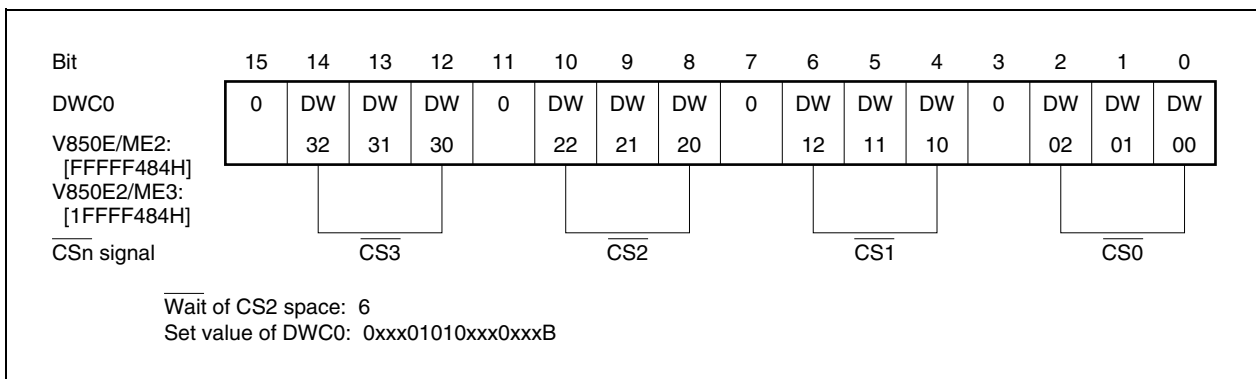 Bit 15 14 13 12 11 10 9 8 7 6 5 4 3 2 1 0
DWC0 0 DW DW DW 0 DW DW DW 0 DW DW DW 0 DW DW DW
V850E/ME2: 32 31 30 22 21 20 12 11 10 02 01 00
[FFFFF484H]
V850E2/ME3:
[1FFFF484H]
CSn signal CS3 CS2 CS1 CS0
Wait of CS2 space: 6
Set value of DWC0: 0xxx01010xxx0xxxB